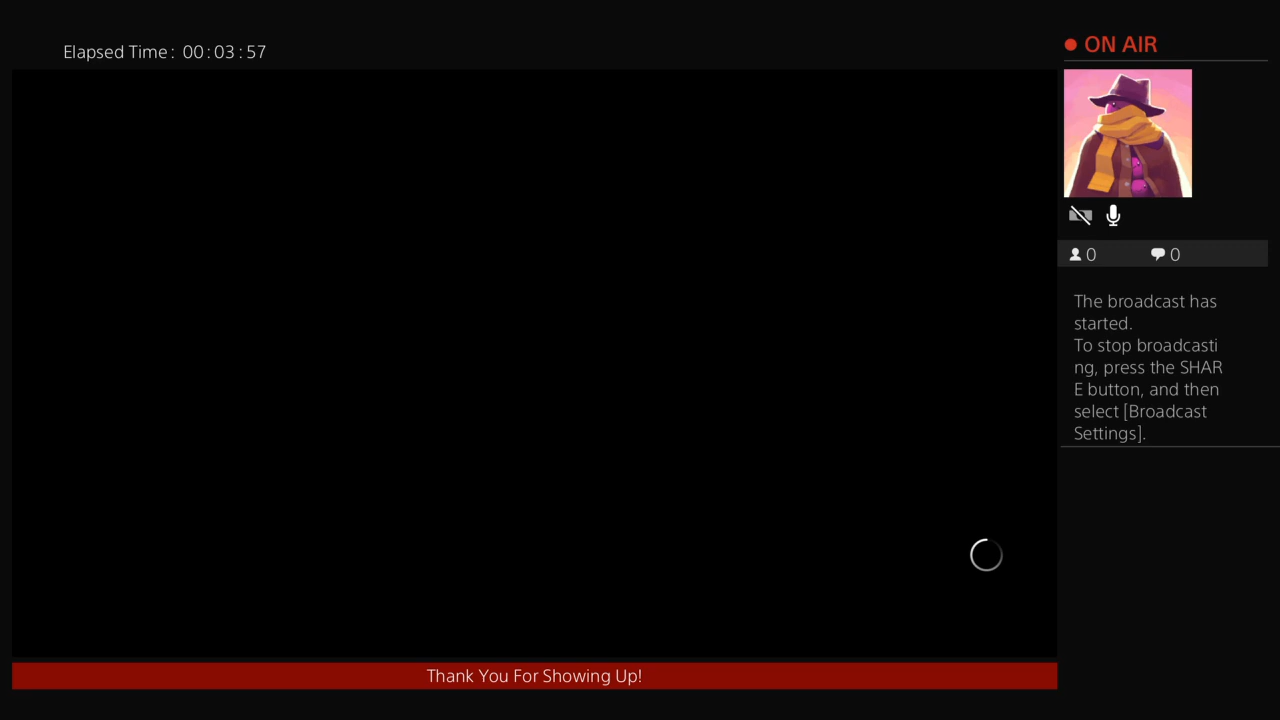 Elapsed Time: 00:03:57
ON AIR
0 0
The broadcast has
started.
To stop broadcasti
ng, press the SHAR
E button, and then
select [Broadcast
Settings].
Thank You For Showing Up!